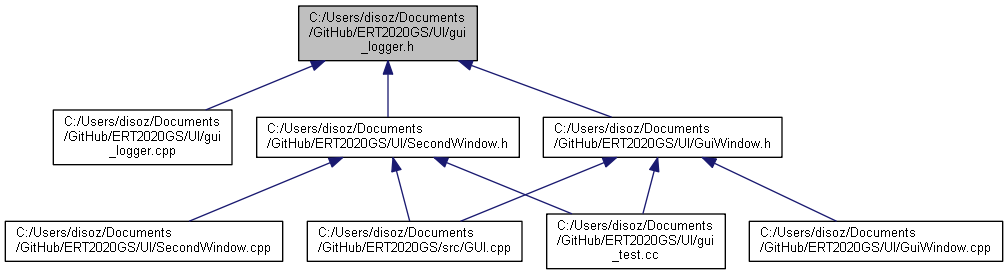 C:/Users/disoz/Documents
/GitHub/ERT2020GS/UI/gui
_logger.h
C:/Users/disoz/Documents
/GitHub/ERT2020GS/UI/gui
_logger.cpp
C:/Users/disoz/Documents
/GitHub/ERT2020GS/UI/SecondWindow.h
C:/Users/disoz/Documents
/GitHub/ERT2020GS/UI/GuiWindow.h
C:/Users/disoz/Documents
/GitHub/ERT2020GS/UI/SecondWindow.cpp
C:/Users/disoz/Documents
/GitHub/ERT2020GS/src/GUI.cpp
C:/Users/disoz/Documents
/GitHub/ERT2020GS/UI/gui
_test.cc
C:/Users/disoz/Documents
/GitHub/ERT2020GS/UI/GuiWindow.cpp